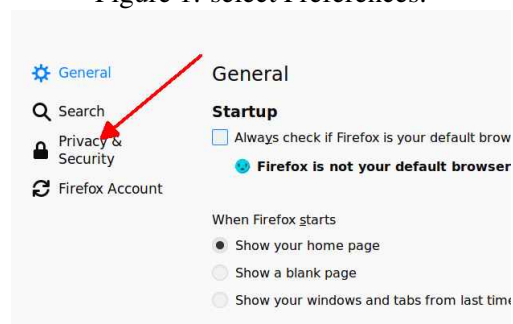 Figure 1: select Preferences.
General
Search
Privacy &
Security
Firefox Account
General
Startup
Always check if Firefox is your default brow
Firefox is not your default browser
When Firefox starts
Show your home page
Show a blank page
Show your windows and tabs from last time